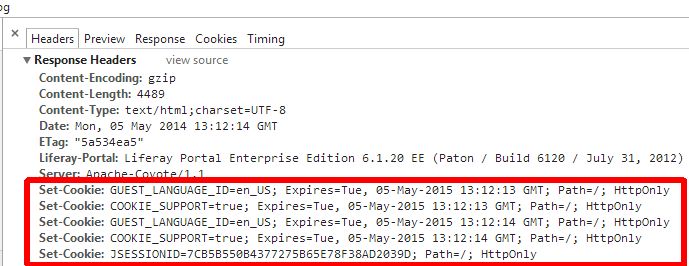 og
× Headers Preview Response Cookies Timing
▼ Response Headers view source
Content-Encoding: gzip
Content-Length: 4489
Content-Type: text/html;charset=UTF-8
Date: Mon, 05 May 2014 13:12:14 GMT
ETag: "5a534ea5"
Liferay-Portal: Liferay Portal Enterprise Edition 6.1.20 EE (Paton / Build 6120 / July 31, 2012)
Server: Apache-Coyote/1.1
Set-Cookie: GUEST_LANGUAGE_ID=en_US; Expires=Tue, 05-May-2015 13:12:13 GMT; Path=/; HttpOnly
Set-Cookie: COOKIE_SUPPORT=true; Expires=Tue, 05-May-2015 13:12:13 GMT; Path=/; HttpOnly
Set-Cookie: GUEST_LANGUAGE_ID=en_US; Expires=Tue, 05-May-2015 13:12:14 GMT; Path=/; HttpOnly
Set-Cookie: COOKIE_SUPPORT=true; Expires=Tue, 05-May-2015 13:12:14 GMT; Path=/; HttpOnly
Set-Cookie: JSESSIONID=7CB5B550B4377275B65E78F38AD2039D; Path=/; HttpOnly